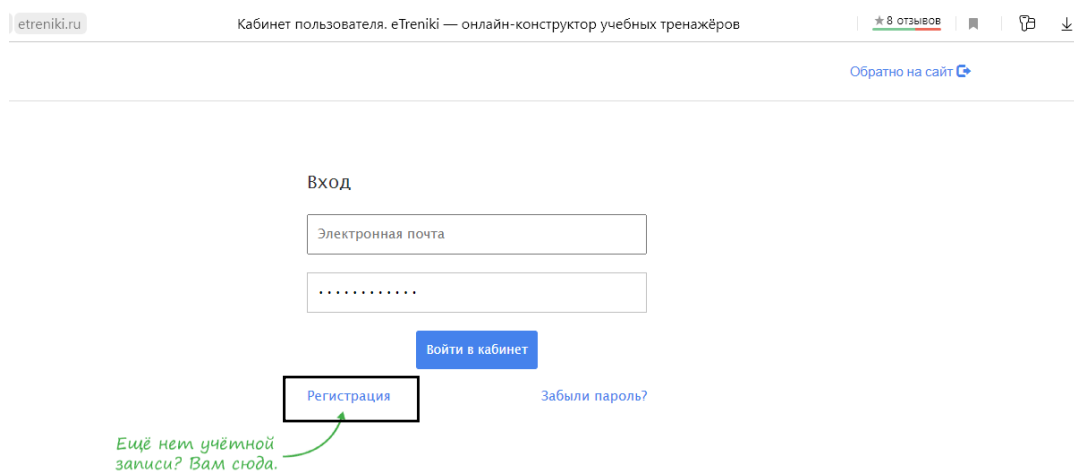 etreniki.ru Кабинет пользователя. eTreniki — онлайн-конструктор учебных тренажёров ★ 8 отзывов
Обратно на сайт
Вход
Электронная почта
............
Войти в кабинет
Регистрация Забыли пароль?
Ещё нет учётной
записи? Вам сюда.